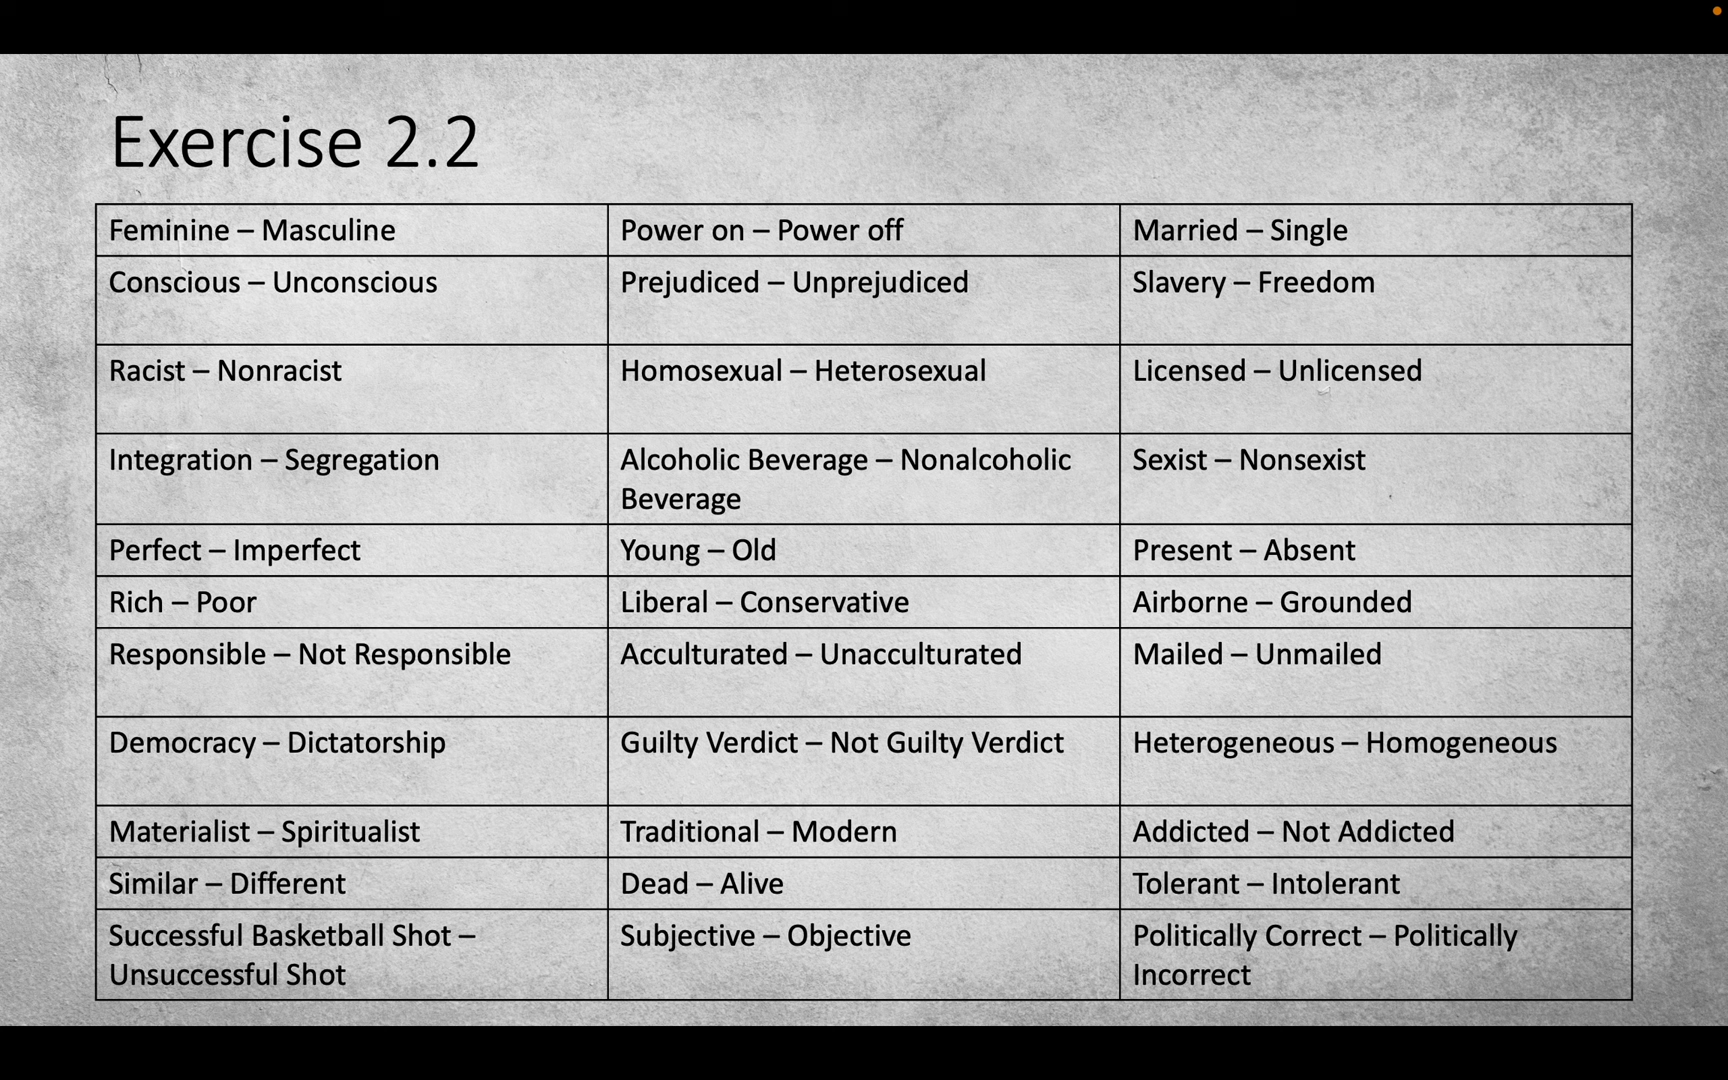 Exercise 2.2
Feminine – Masculine
Power on – Power off
Married – Single
Conscious – Unconscious
Prejudiced – Unprejudiced
Slavery – Freedom
Racist – Nonracist
Homosexual – Heterosexual
Licensed – Unlicensed
Integration – Segregation
Alcoholic Beverage – Nonalcoholic
Beverage
Sexist – Nonsexist
Perfect – Imperfect
Young – Old
Present – Absent
Rich – Poor
Liberal – Conservative
Airborne – Grounded
Responsible – Not Responsible
Acculturated – Unacculturated
Mailed – Unmailed
Democracy – Dictatorship
Guilty Verdict – Not Guilty Verdict
Heterogeneous – Homogeneous
Materialist – Spiritualist
Traditional – Modern
Addicted – Not Addicted
Similar – Different
Dead – Alive
Tolerant – Intolerant
Successful Basketball Shot –
Unsuccessful Shot
Subjective – Objective
Politically Correct – Politically
Incorrect